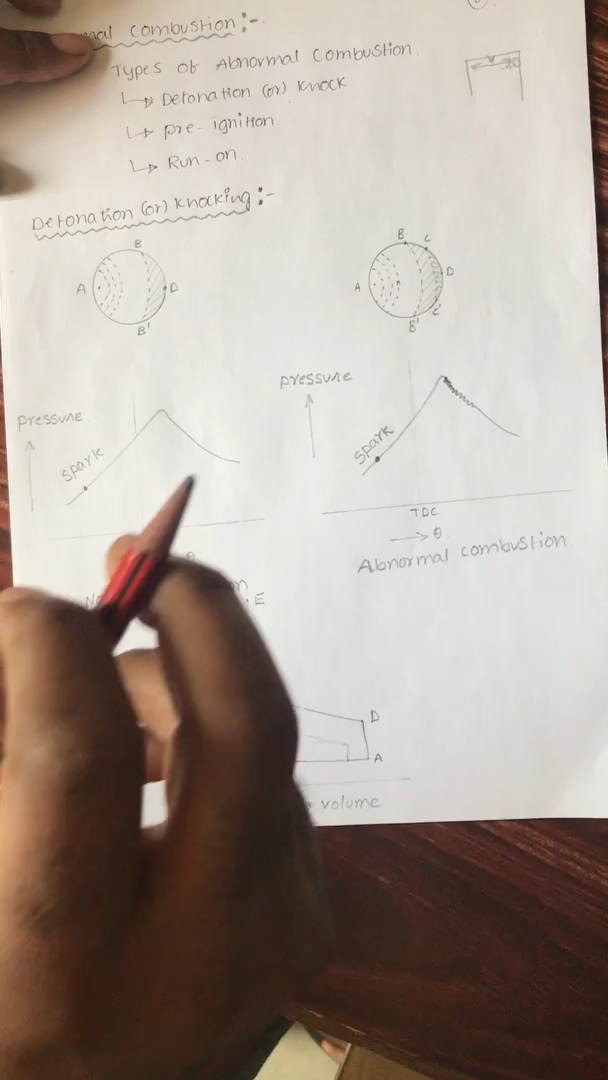 mal Combustion :-
Types of Abnormal Combustion.
↳ Detonation (or) Knock
↳ pre-ignition.
↳ Run-on.
Detonation (or) Knocking :-
B
A D
B'
B C
A D
C'
B'
pressure.
spark
pressure
spark
TDC
→ θ
Abnormal combustion
E
D
A
volume